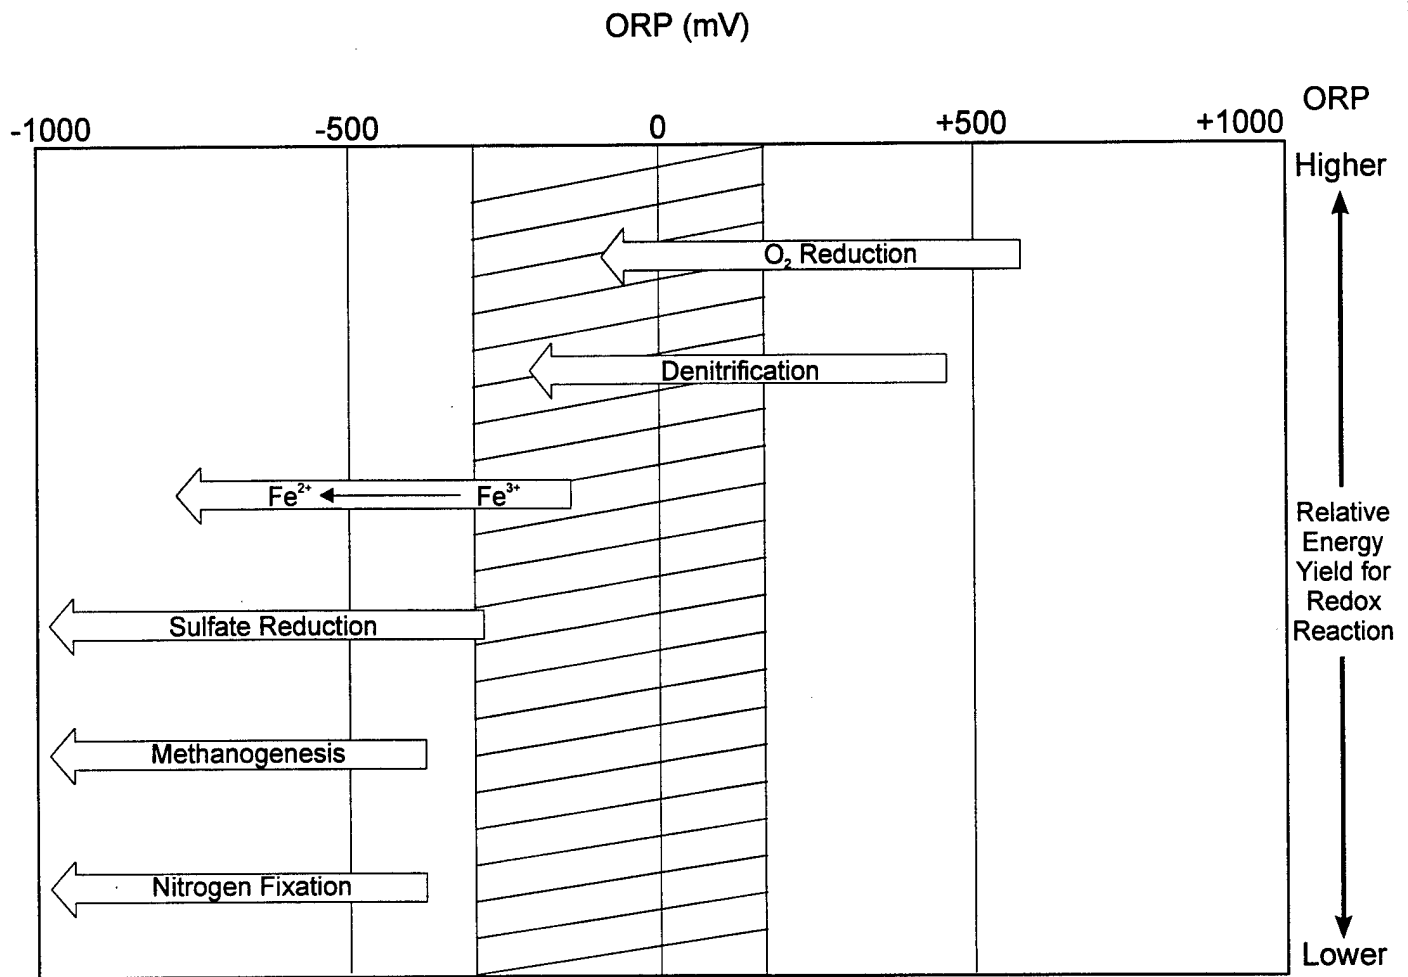 ORP (mV)
-1000 -500 0 +500 +1000 ORP
Higher
O₂ Reduction
Denitrification
Fe²⁺ Fe³⁺
Relative
Energy
Yield for
Redox
Reaction
Sulfate Reduction
Methanogenesis
Nitrogen Fixation
Lower